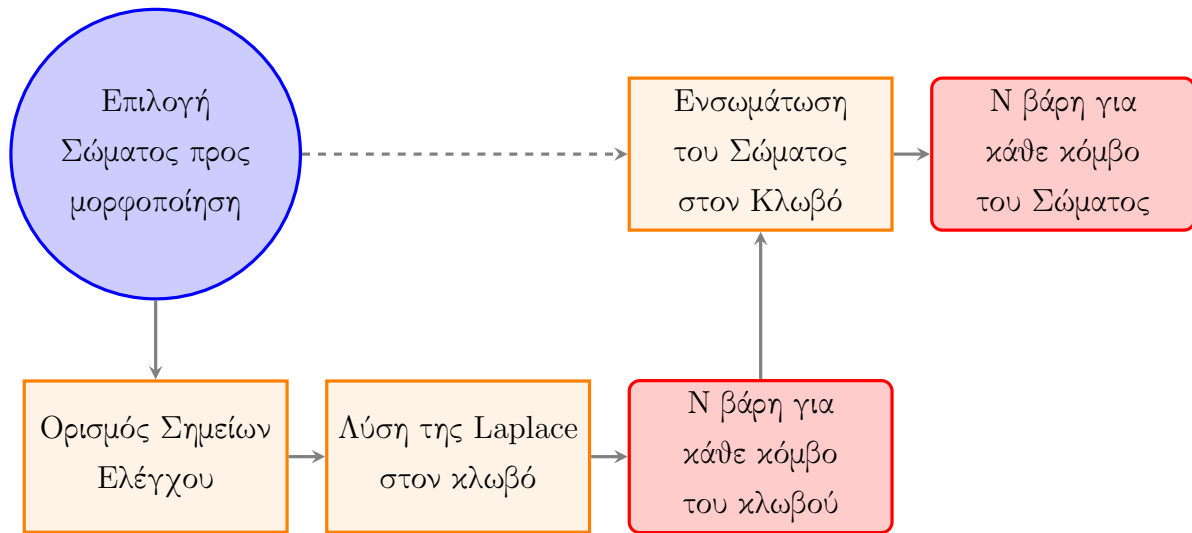 Επιλογή
Σώματος προς
μορφοποίηση
Ενσωμάτωση
του Σώματος
στον Κλωβό
Ν βάρη για
κάθε κόμβο
του Σώματος
Ορισμός Σημείων
Ελέγχου
Λύση της Laplace
στον κλωβό
Ν βάρη για
κάθε κόμβο
του κλωβού